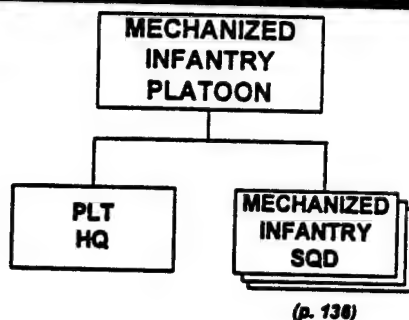 MECHANIZED
INFANTRY
PLATOON
PLT
HQ
MECHANIZED
INFANTRY
SQD
(p. 136)